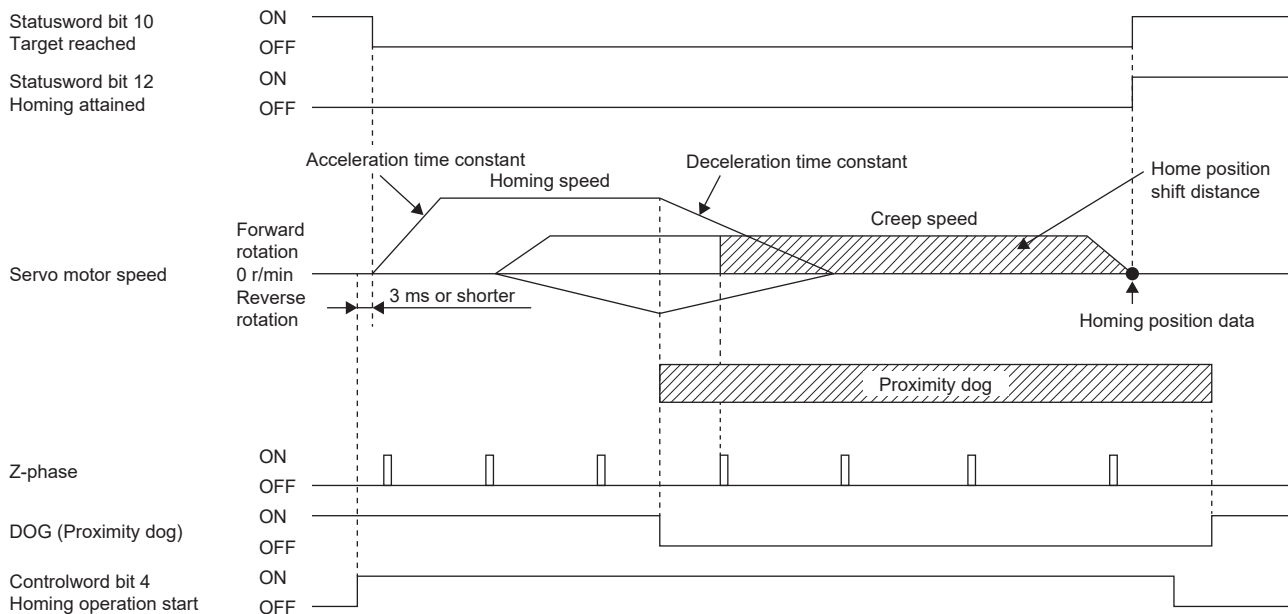 Statusword bit 10
Target reached
ON
OFF
Statusword bit 12
Homing attained
ON
OFF
Acceleration time constant
Homing speed
Deceleration time constant
Creep speed
Home position
shift distance
Servo motor speed
Forward
rotation
0 r/min
Reverse
rotation
3 ms or shorter
Homing position data
Proximity dog
Z-phase
ON
OFF
DOG (Proximity dog)
ON
OFF
Controlword bit 4
Homing operation start
ON
OFF